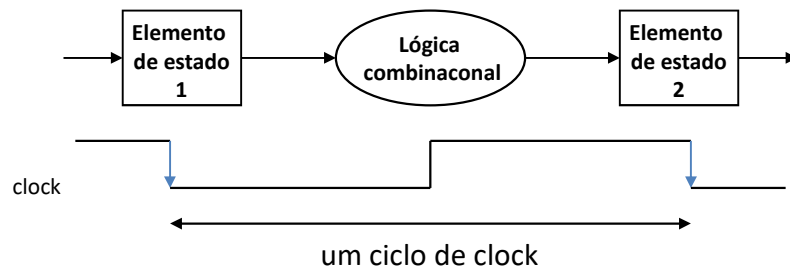 Elemento
de estado
1
Lógica
combinaconal
Elemento
de estado
2
clock
um ciclo de clock